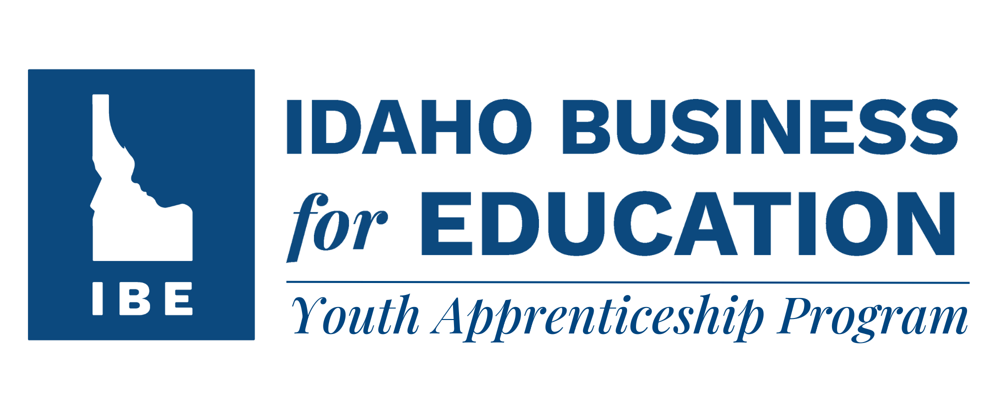 IBE
IDAHO BUSINESS
for EDUCATION
Youth Apprenticeship Program